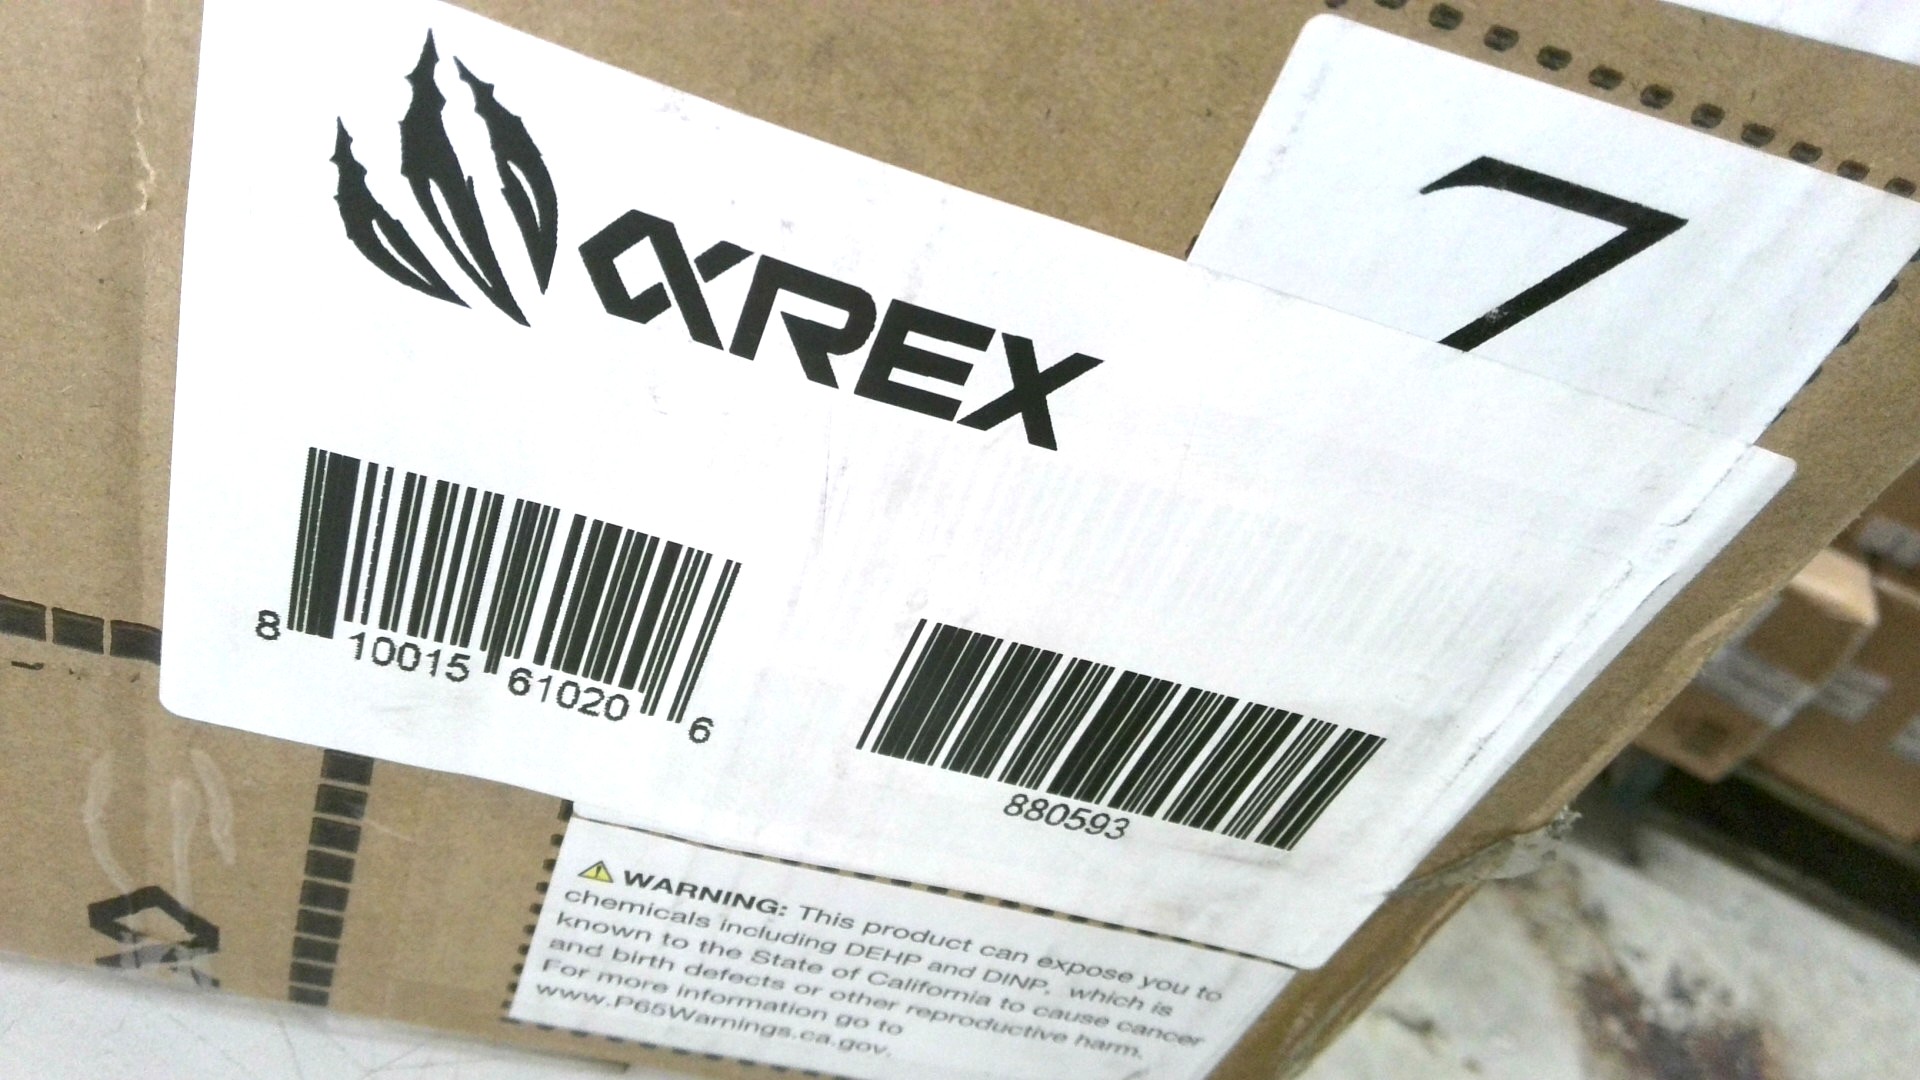 αREX
7
8 10015 61020 6
880593
⚠ WARNING: This product can expose you to
chemicals including DEHP and DINP, which is
known to the State of California to cause cancer
and birth defects or other reproductive harm.
For more information go to
www.P65Warnings.ca.gov.